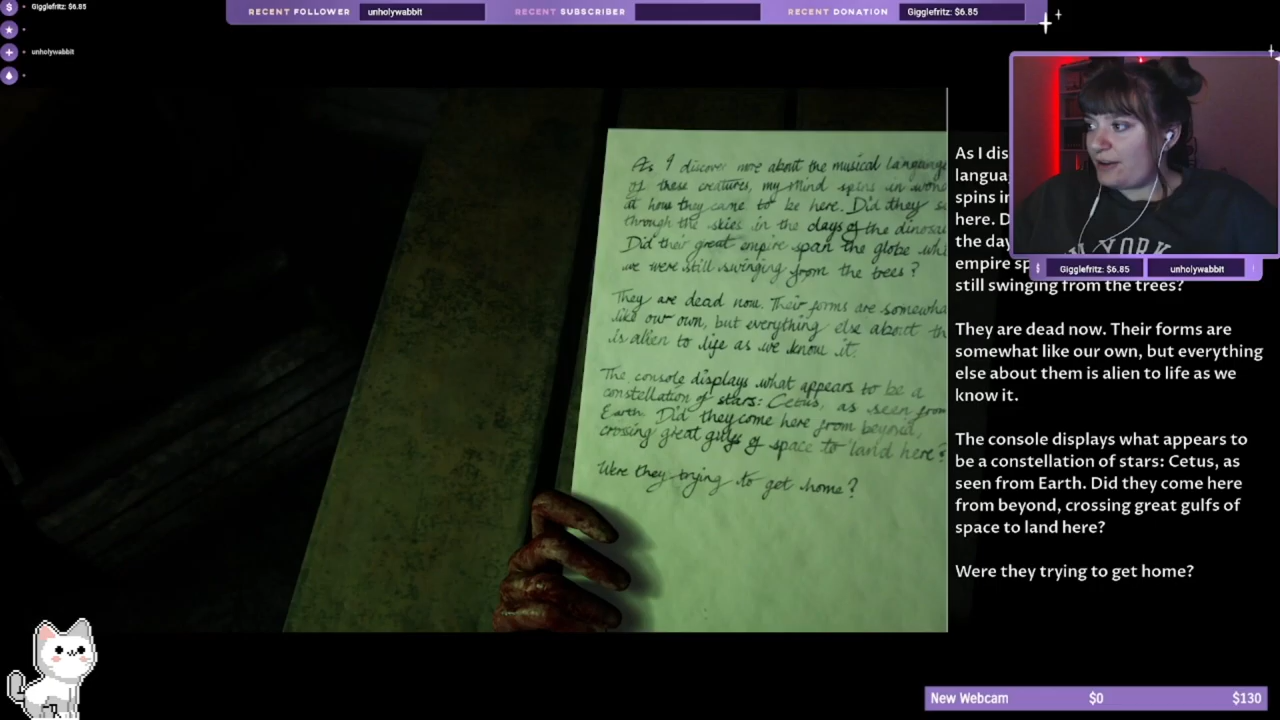 Gigglefritz: $6.85
RECENT FOLLOWER unholywabbit RECENT SUBSCRIBER RECENT DONATION Gigglefritz: $6.85
unholywabbit
As I discover more about the musical language
of these creatures, my mind spins in
at how they came to be here. Did they
through the skies in the days of the
Did their great empire span the globe
we were still swinging from the trees?
They are dead now. Their forms are
like our own, but everything else about
is alien to life as we know it.
The console displays what appears to be a
constellation of stars: Cetus, as seen from
Earth. Did they come here from beyond,
crossing great gulfs of space to land here?
Were they trying to get home?
YORK
Gigglefritz: $6.85 unholywabbit
As I dis
langua
spins in
here. D
the day
empire sp
still swinging from the trees?
They are dead now. Their forms are
somewhat like our own, but everything
else about them is alien to life as we
know it.
The console displays what appears to
be a constellation of stars: Cetus, as
seen from Earth. Did they come here
from beyond, crossing great gulfs of
space to land here?
Were they trying to get home?
New Webcam $0 $130